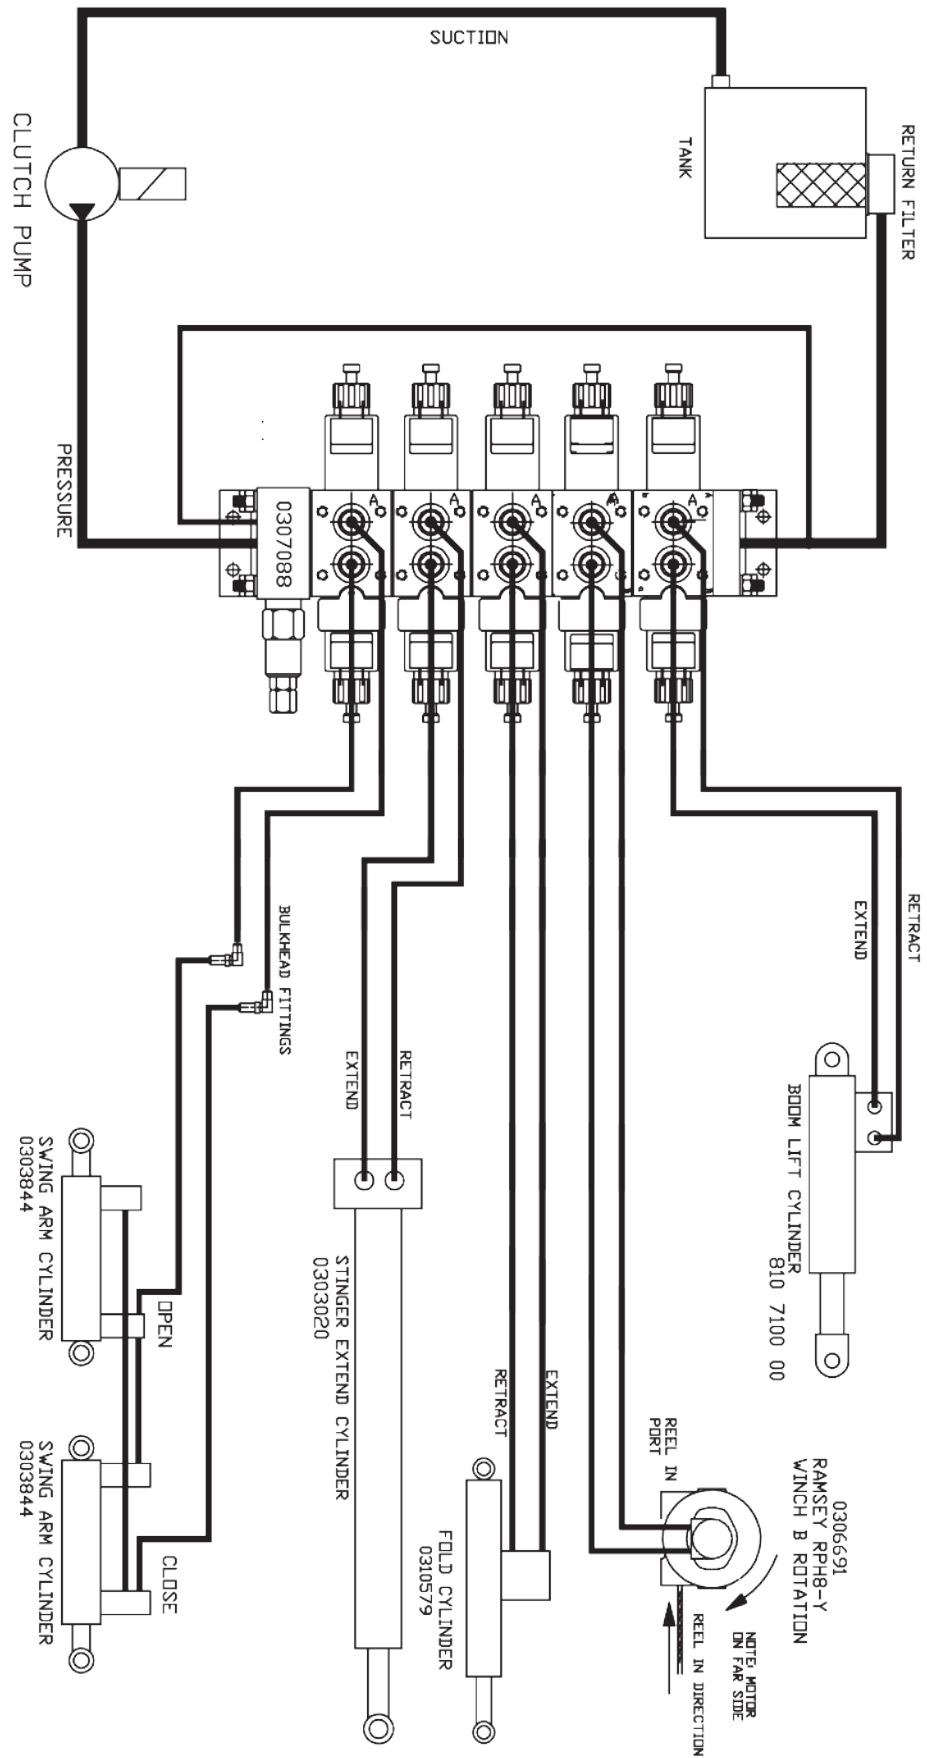 SUCTION
CLUTCH PUMP
TANK
RETURN FILTER
PRESSURE
0307088
A
A
A
A
A
RETRACT
EXTEND
BULKHEAD FITTINGS
RETRACT
EXTEND
BOOM LIFT CYLINDER
810 7100 00
SWING ARM CYLINDER
0303844
OPEN
STINGER EXTEND CYLINDER
0303020
EXTEND
RETRACT
SWING ARM CYLINDER
0303844
CLOSE
FOLD CYLINDER
0310579
REEL IN
PORT
0306691
RAMSEY RPH8-Y
WINCH B ROTATION
NOTE: MOTOR
ON FAR SIDE
REEL IN DIRECTION